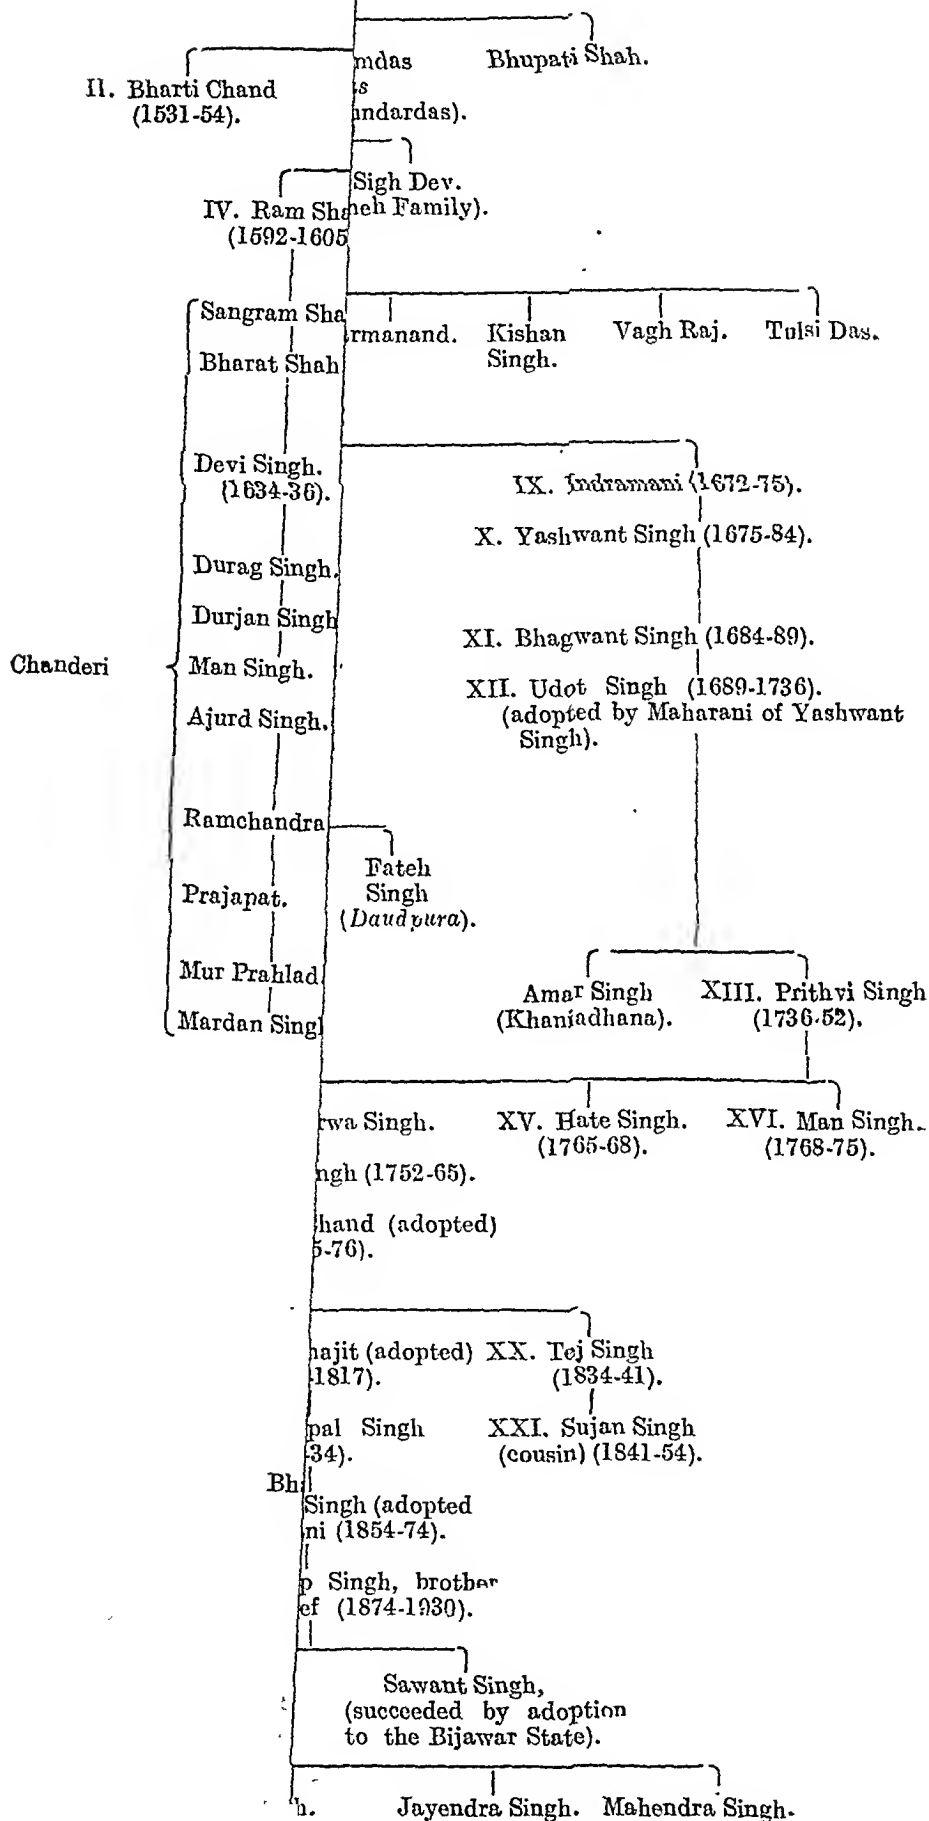 Bhupati Shah.
mdas
II. Bharti Chand
(1531-54).
s
ndardas).
Sigh Dev.
IV. Ram Sha
eh Family).
(1592-1605
Sangram Sha
rmanand.
Kishan
Singh.
Vagh Raj.
Tulsi Das.
Bharat Shah
Devi Singh.
(1634-36).
IX. Indramani (1672-75).
X. Yashwant Singh (1675-84).
Durag Singh.
Durjan Singh
XI. Bhagwant Singh (1684-89).
Chanderi
Man Singh.
XII. Udot Singh (1689-1736).
(adopted by Maharani of Yashwant
Singh).
Ajurd Singh.
Ramchandra
Fateh
Singh
(Daudpura).
Prajapat.
Mur Prahlad
Amar Singh
(Khaniadhana).
XIII. Prithvi Singh
(1736-52).
Mardan Singh
rwa Singh.
XV. Hate Singh.
(1765-68).
XVI. Man Singh.
(1768-75).
ngh (1752-65).
hand (adopted)
5-76).
ajit (adopted)
-1817).
XX. Tej Singh
(1834-41).
pal Singh
34).
XXI. Sujan Singh
(cousin) (1841-54).
Bh
Singh (adopted
ni (1854-74).
p Singh, brother
ef (1874-1930).
Sawant Singh,
(succeeded by adoption
to the Bijawar State).
h.
Jayendra Singh.
Mahendra Singh.